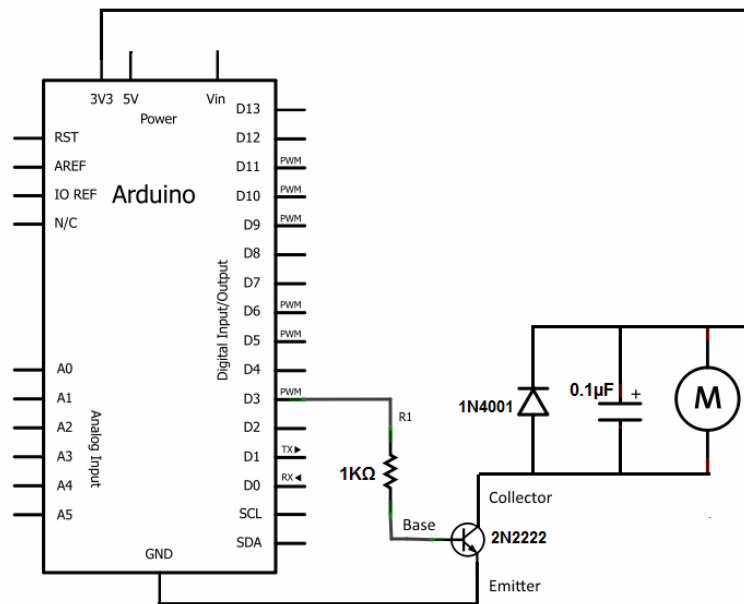 3V3 5V Vin
Power
D13
RST D12
AREF D11 PWM
IO REF Arduino D10 PWM
N/C D9 PWM
D8
D7
Digital Input/Output
D6 PWM
D5 PWM
A0 D4
A1 D3 PWM
A2 D2
Analog Input
A3 D1 TX▶
A4 D0 RX◀
A5 SCL
SDA
GND
R1
1KΩ
Base
1N4001
0.1µF
+
M
Collector
2N2222
Emitter